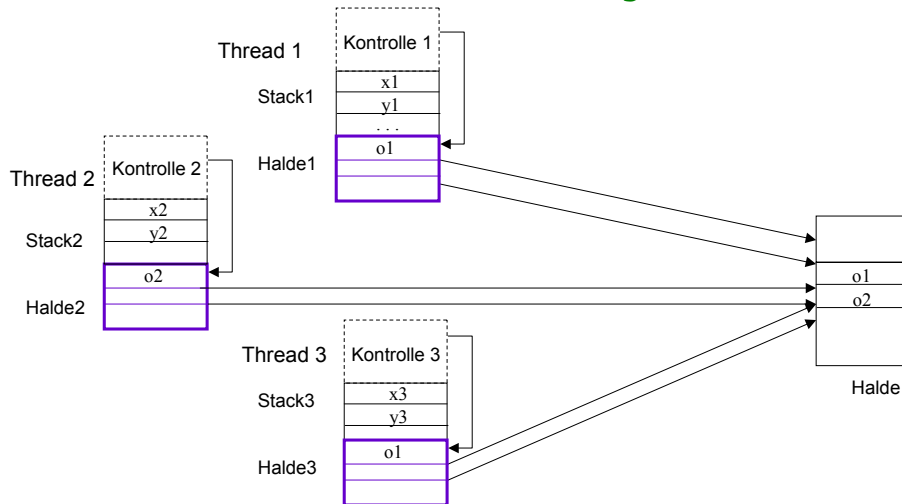 Thread 1
Kontrolle 1
Stack1
x1
y1
. . .
Halde1
o1
Thread 2
Kontrolle 2
Stack2
x2
y2
Halde2
o2
Thread 3
Kontrolle 3
Stack3
x3
y3
Halde3
o1
o1
o2
Halde